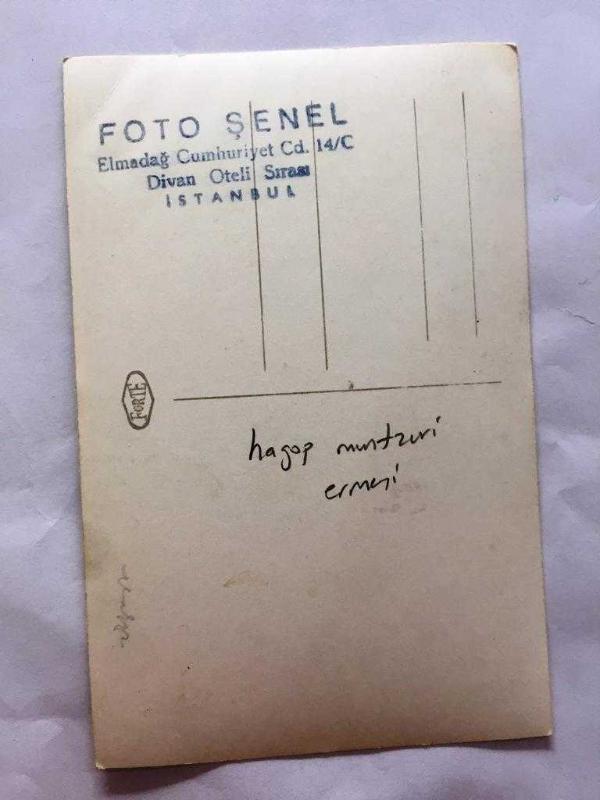 FOTO ŞENEL
Elmadağ Cumhuriyet Cd. 14/C
Divan Oteli Sırası
İSTANBUL
FORTE
hagop muntzuri
ermeni